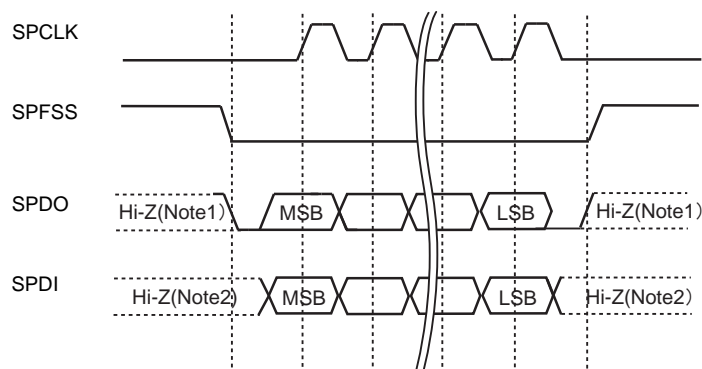 SPCLK
SPFSS
SPDO Hi-Z(Note1) MSB LSB Hi-Z(Note1)
SPDI Hi-Z(Note2) MSB LSB Hi-Z(Note2)